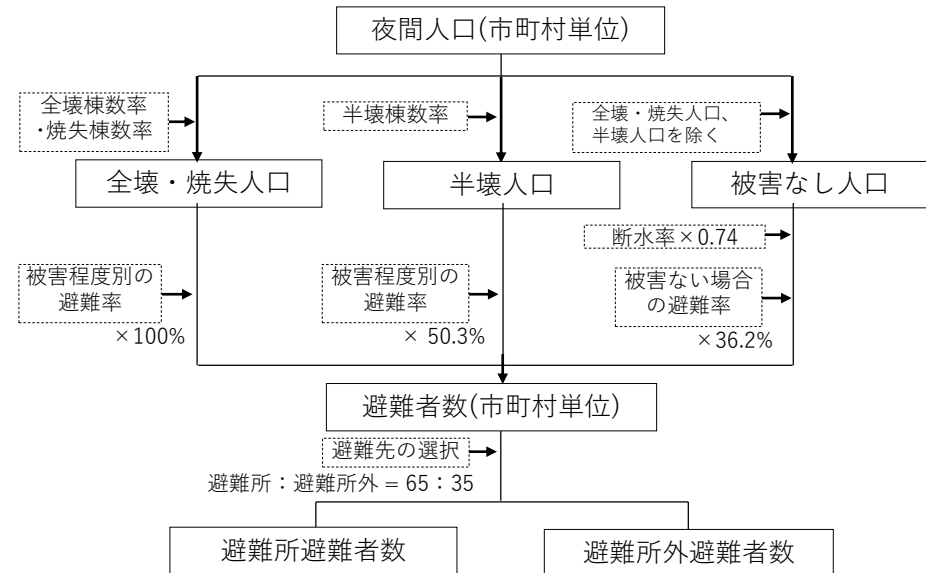 夜間人口(市町村単位)
全壊棟数率
・焼失棟数率
半壊棟数率
全壊・焼失人口、
半壊人口を除く
全壊・焼失人口
半壊人口
被害なし人口
断水率×0.74
被害程度別の
避難率
×100%
被害程度別の
避難率
× 50.3%
被害ない場合
の避難率
×36.2%
避難者数(市町村単位)
避難先の選択
避難所：避難所外 = 65：35
避難所避難者数
避難所外避難者数